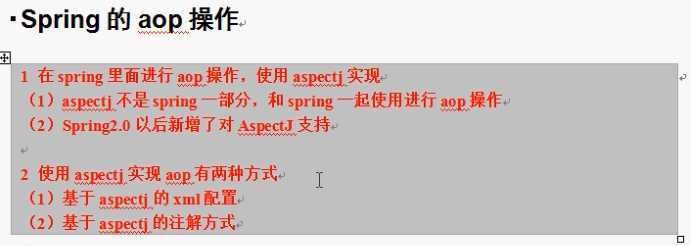 Spring 的 aop 操作
1 在 spring 里面进行 aop 操作，使用 aspectj 实现
（1）aspectj 不是 spring 一部分，和 spring 一起使用进行 aop 操作
（2）Spring2.0 以后新增了对 AspectJ 支持
2 使用 aspectj 实现 aop 有两种方式
（1）基于 aspectj 的 xml 配置
（2）基于 aspectj 的注解方式